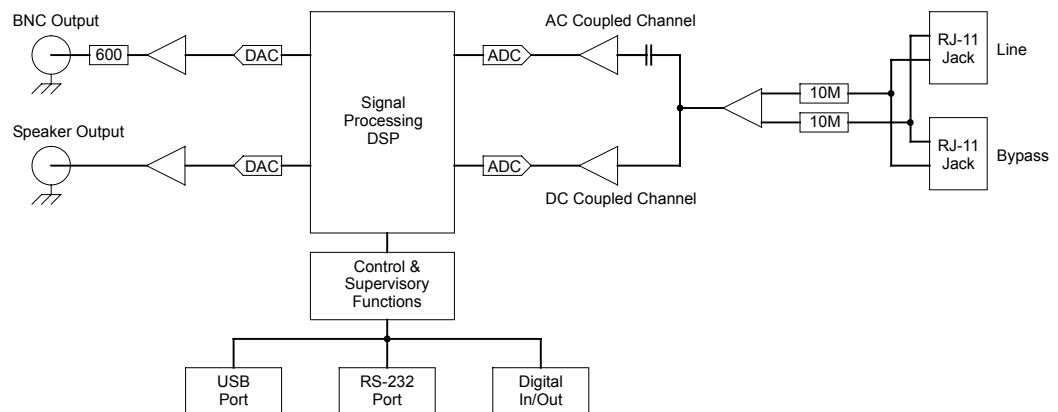 BNC Output
600
DAC
Speaker Output
DAC
Signal
Processing
DSP
ADC
AC Coupled Channel
ADC
DC Coupled Channel
10M
10M
RJ-11
Jack
Line
RJ-11
Jack
Bypass
Control &
Supervisory
Functions
USB
Port
RS-232
Port
Digital
In/Out